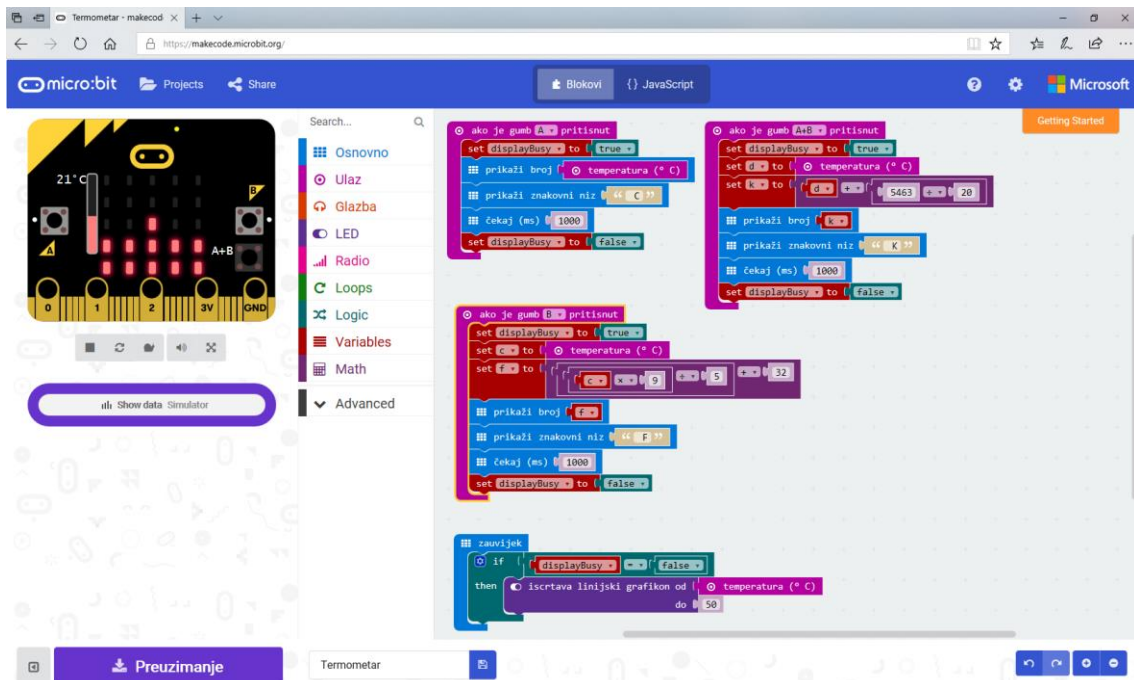 Termometar - makecod
https://makecode.microbit.org/
micro:bit Projects Share Blokovi {} JavaScript Microsoft
Getting Started
21°C
A
B
A+B
0 1 2 3V GND
Show data Simulator
Search...
Osnovno
Ulaz
Glazba
LED
Radio
Loops
Logic
Variables
Math
Advanced
ako je gumb A pritisnut
set displayBusy to true
prikaži broj temperatura (° C)
prikaži znakovni niz “ C ”
čekaj (ms) 1000
set displayBusy to false
ako je gumb A+B pritisnut
set displayBusy to true
set d to temperatura (° C)
set k to d + 5463 ÷ 20
prikaži broj k
prikaži znakovni niz “ K ”
čekaj (ms) 1000
set displayBusy to false
ako je gumb B pritisnut
set displayBusy to true
set c to temperatura (° C)
set f to c × 9 ÷ 5 + 32
prikaži broj f
prikaži znakovni niz “ F ”
čekaj (ms) 1000
set displayBusy to false
zauvijek
if displayBusy = false
then iscrtava linijski grafikon od temperatura (° C)
do 50
Preuzimanje
Termometar